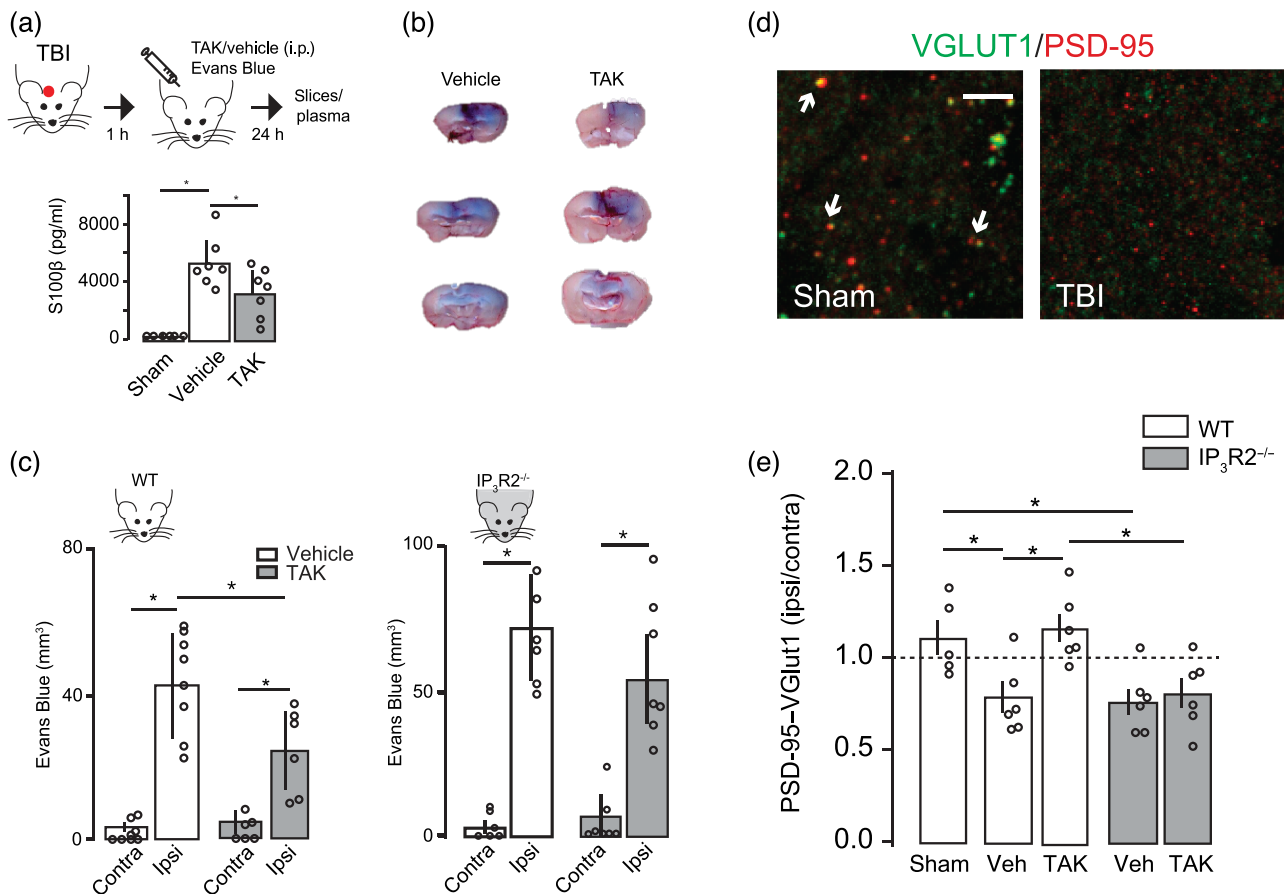 (a)
TBI
TAK/vehicle (i.p.)
Evans Blue
1 h
24 h
Slices/
plasma
*
*
8000
4000
0
S100β (pg/ml)
Sham
Vehicle
TAK
(b)
Vehicle
TAK
(d)
VGLUT1/PSD-95
Sham
TBI
(c)
WT
Vehicle
TAK
80
40
0
Evans Blue (mm³)
*
*
*
Contra
Ipsi
Contra
Ipsi
IP₃R2⁻/⁻
100
50
0
Evans Blue (mm³)
*
*
Contra
Ipsi
Contra
Ipsi
(e)
WT
IP₃R2⁻/⁻
2.0
1.5
1.0
0.5
0.0
PSD-95–VGlut1 (ipsi/contra)
*
*
*
*
Sham
Veh
TAK
Veh
TAK